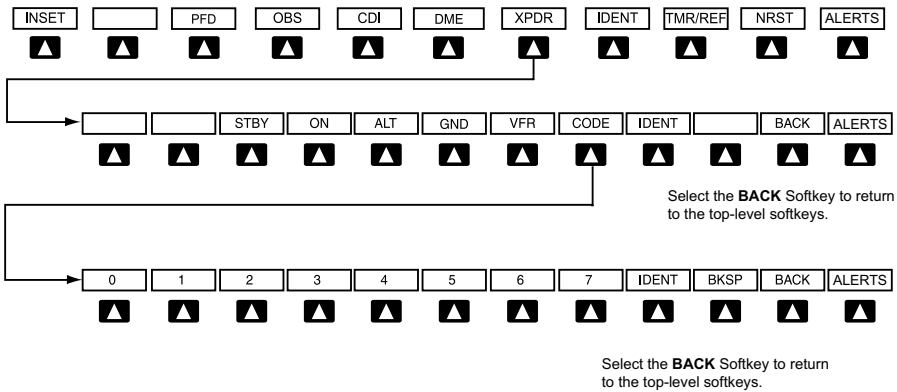 INSET PFD OBS CDI DME XPDR IDENT TMR/REF NRST ALERTS
STBY ON ALT GND VFR CODE IDENT BACK ALERTS
Select the BACK Softkey to return
to the top-level softkeys.
0 1 2 3 4 5 6 7 IDENT BKSP BACK ALERTS
Select the BACK Softkey to return
to the top-level softkeys.